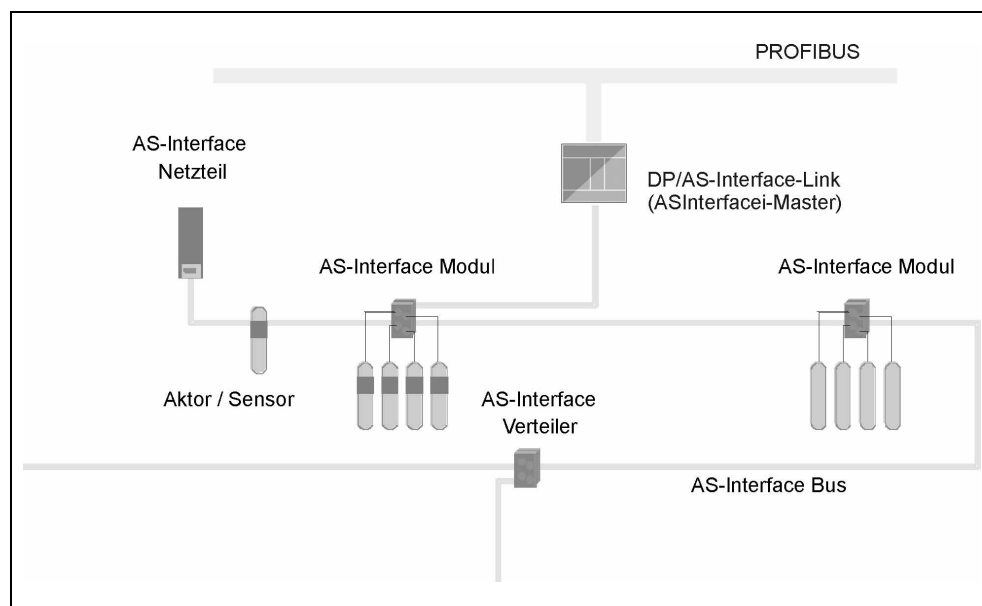 PROFIBUS
AS-Interface
Netzteil
DP/AS-Interface-Link
(ASInterfacei-Master)
AS-Interface Modul
AS-Interface Modul
Aktor / Sensor
AS-Interface
Verteiler
AS-Interface Bus